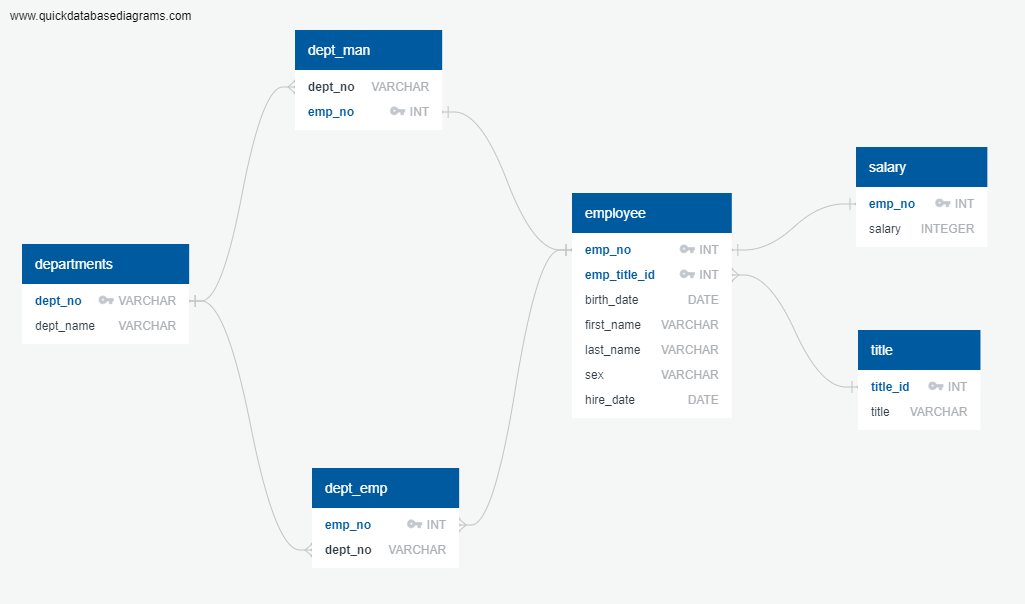 www.quickdatabasediagrams.com
dept_man
dept_no VARCHAR
emp_no INT
departments
dept_no VARCHAR
dept_name VARCHAR
employee
emp_no INT
emp_title_id INT
birth_date DATE
first_name VARCHAR
last_name VARCHAR
sex VARCHAR
hire_date DATE
salary
emp_no INT
salary INTEGER
title
title_id INT
title VARCHAR
dept_emp
emp_no INT
dept_no VARCHAR